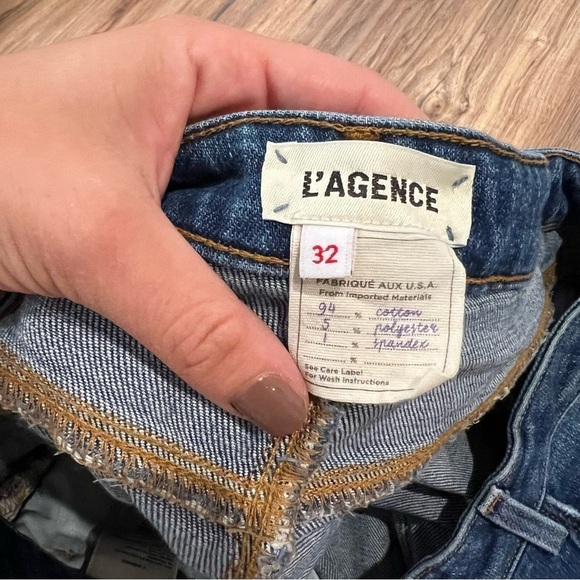 L'AGENCE
32
FABRIQUÉ AUX U.S.A.
From Imported Materials
94 % cotton
5 % polyester
1 % spandex
%
See Care Label
For Wash Instructions